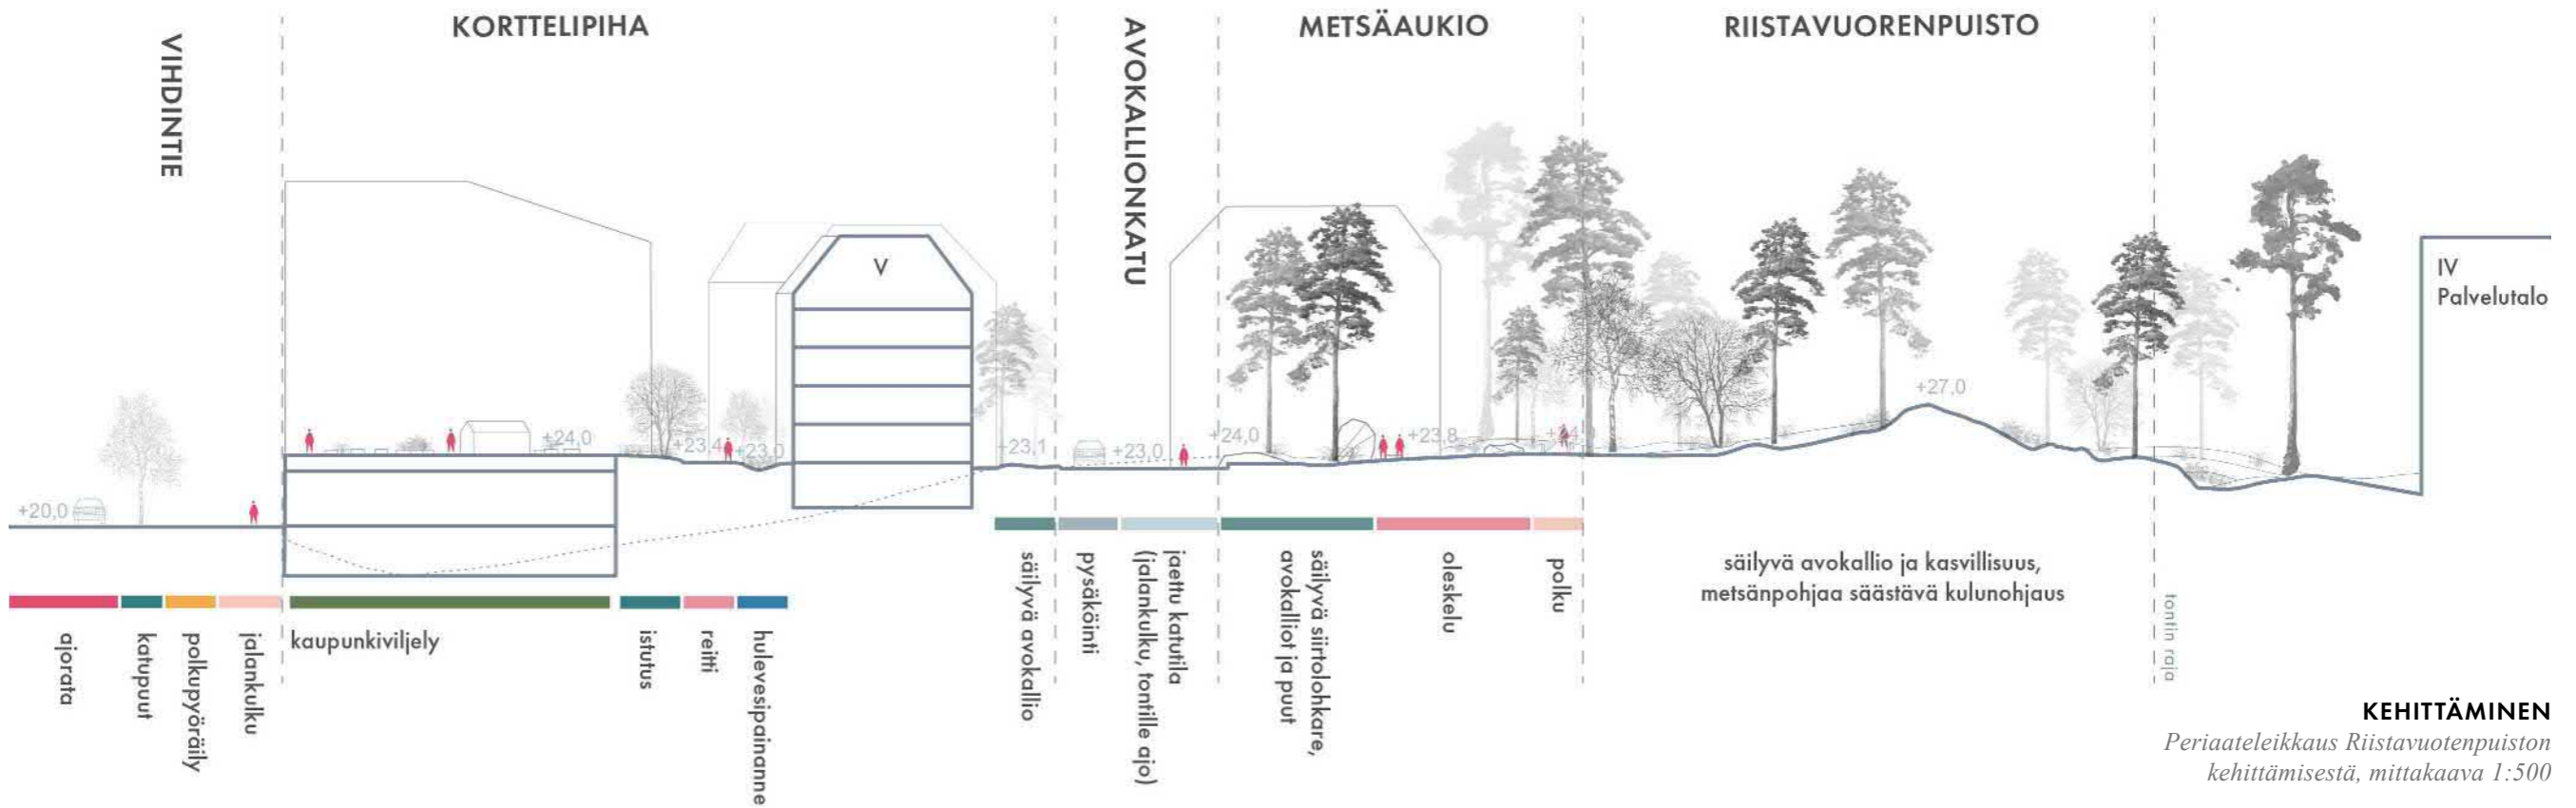 VIHDINTIE
KORTTELIPIHA
AVOKALLIONKATU
METSÄAUKIO
RIISTAVUORENPUISTO
V
IV
Palvelutalo
+20,0
+24,0
+23,4
+23,0
+23,1
+23,0
+24,0
+23,8
+27,0
ajorata
katupuut
polkupyöräily
jalankulku
kaupunkiviljely
istutus
reitti
hulevesipainanne
säilyvä avokallio
pysäköinti
jaettu katutila
(jalankulku, tontille ajo)
säilyvä siirtolohkare,
avokalliot ja puut
oleskelu
polku
säilyvä avokallio ja kasvillisuus,
metsänpohjaa säästävä kulunohjaus
tontin raja
KEHITTÄMINEN
Periaateleikkaus Riistavuotenpuiston
kehittämisestä, mittakaava 1:500